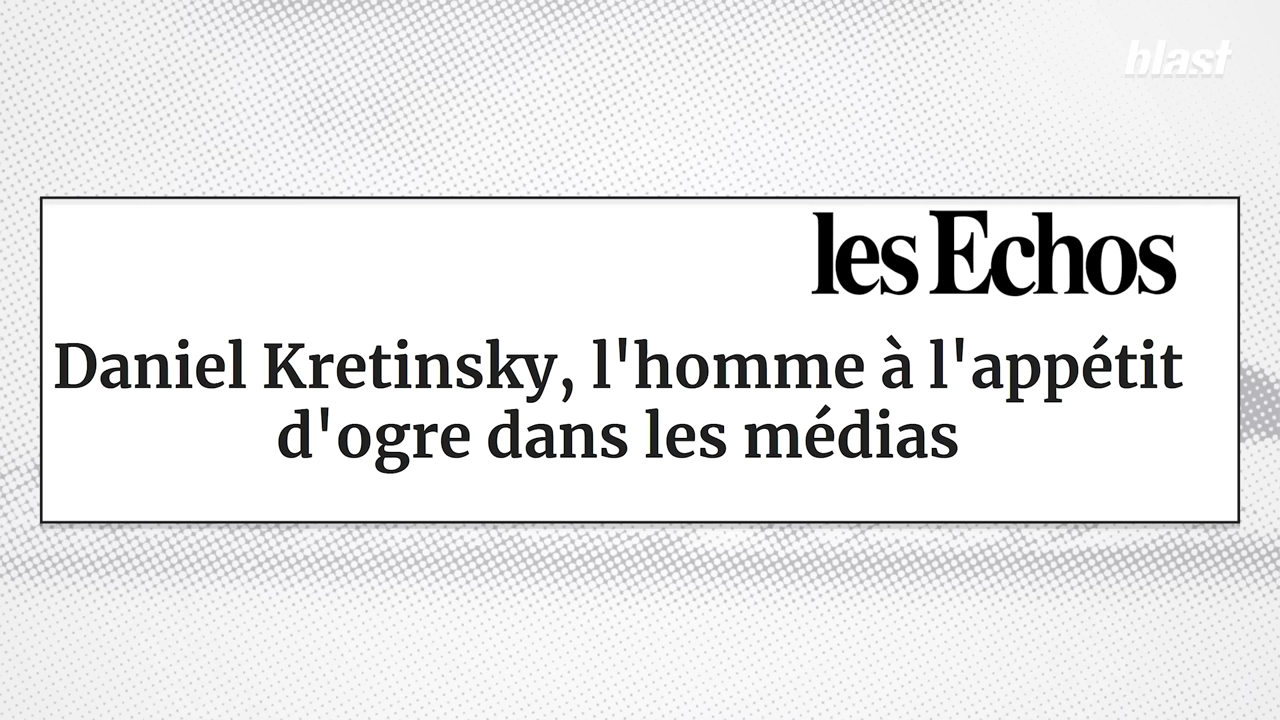 blast
les Echos
Daniel Kretinsky, l'homme à l'appétit
d'ogre dans les médias